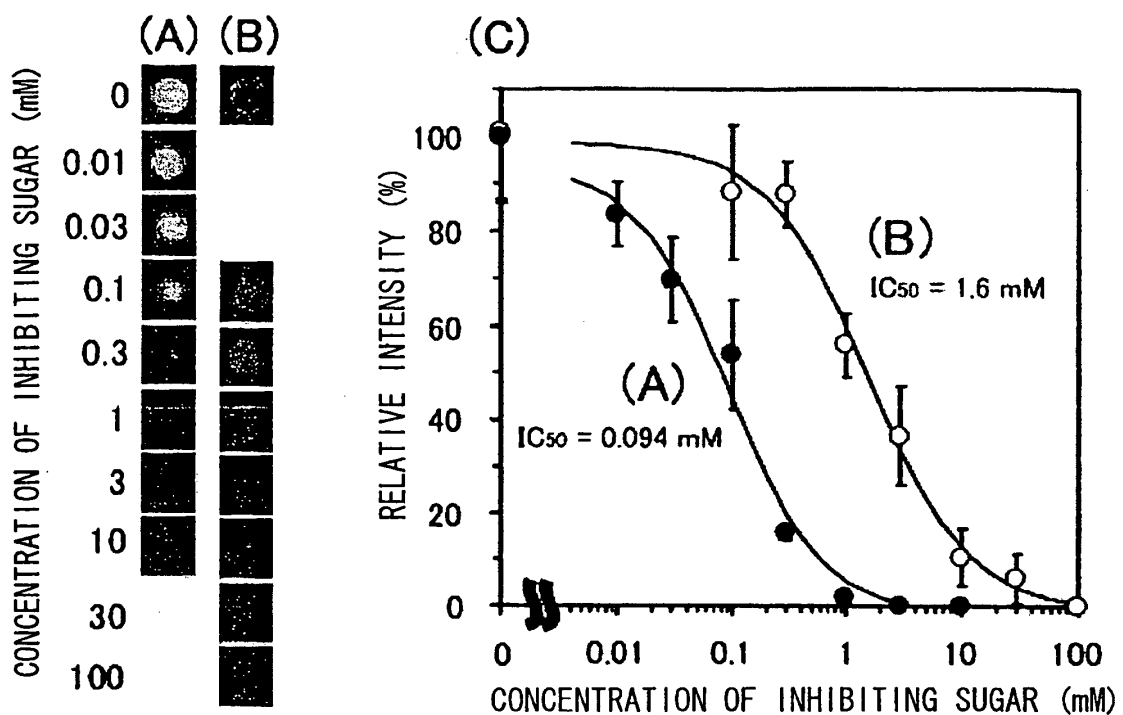 (A) (B) (C)
CONCENTRATION OF INHIBITING SUGAR (mM)
0
0.01
0.03
0.1
0.3
1
3
10
30
100
RELATIVE INTENSITY (%)
100
80
60
40
20
0
(B)
IC50 = 1.6 mM
(A)
IC50 = 0.094 mM
0 0.01 0.1 1 10 100
CONCENTRATION OF INHIBITING SUGAR (mM)